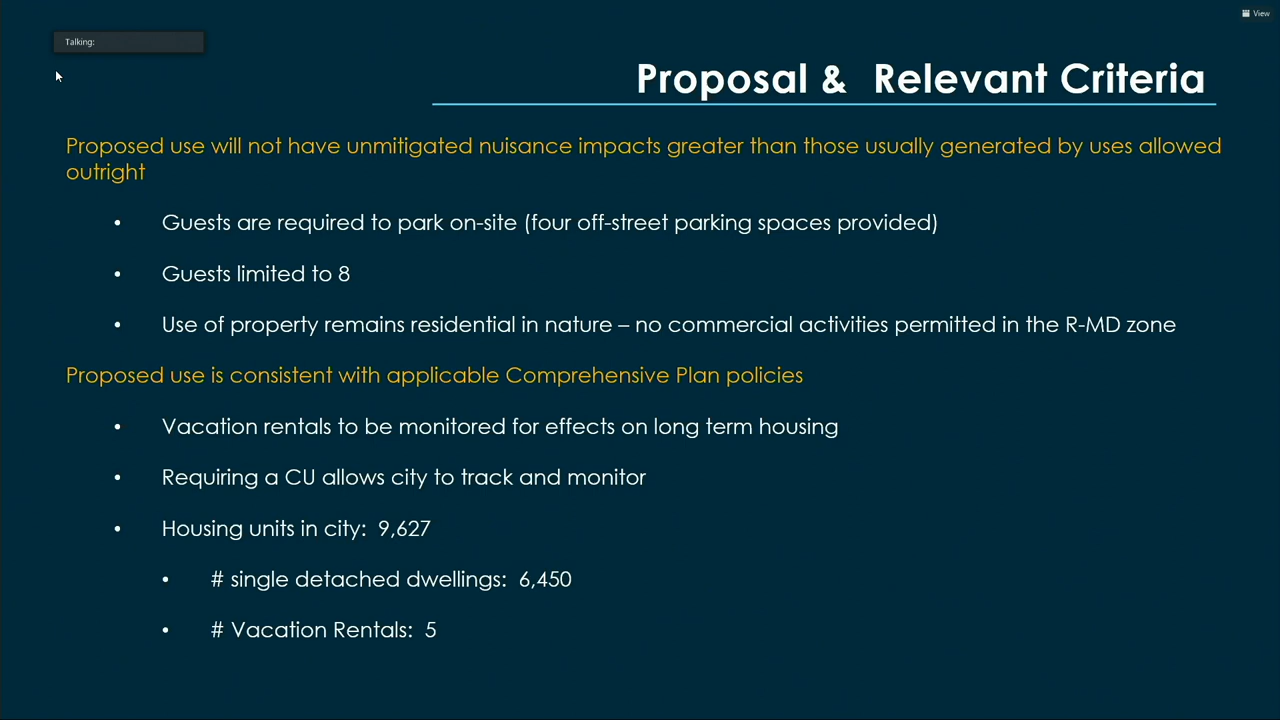 View
Talking:
Proposal & Relevant Criteria
Proposed use will not have unmitigated nuisance impacts greater than those usually generated by uses allowed
outright
• Guests are required to park on-site (four off-street parking spaces provided)
• Guests limited to 8
• Use of property remains residential in nature – no commercial activities permitted in the R-MD zone
Proposed use is consistent with applicable Comprehensive Plan policies
• Vacation rentals to be monitored for effects on long term housing
• Requiring a CU allows city to track and monitor
• Housing units in city: 9,627
• # single detached dwellings: 6,450
• # Vacation Rentals: 5